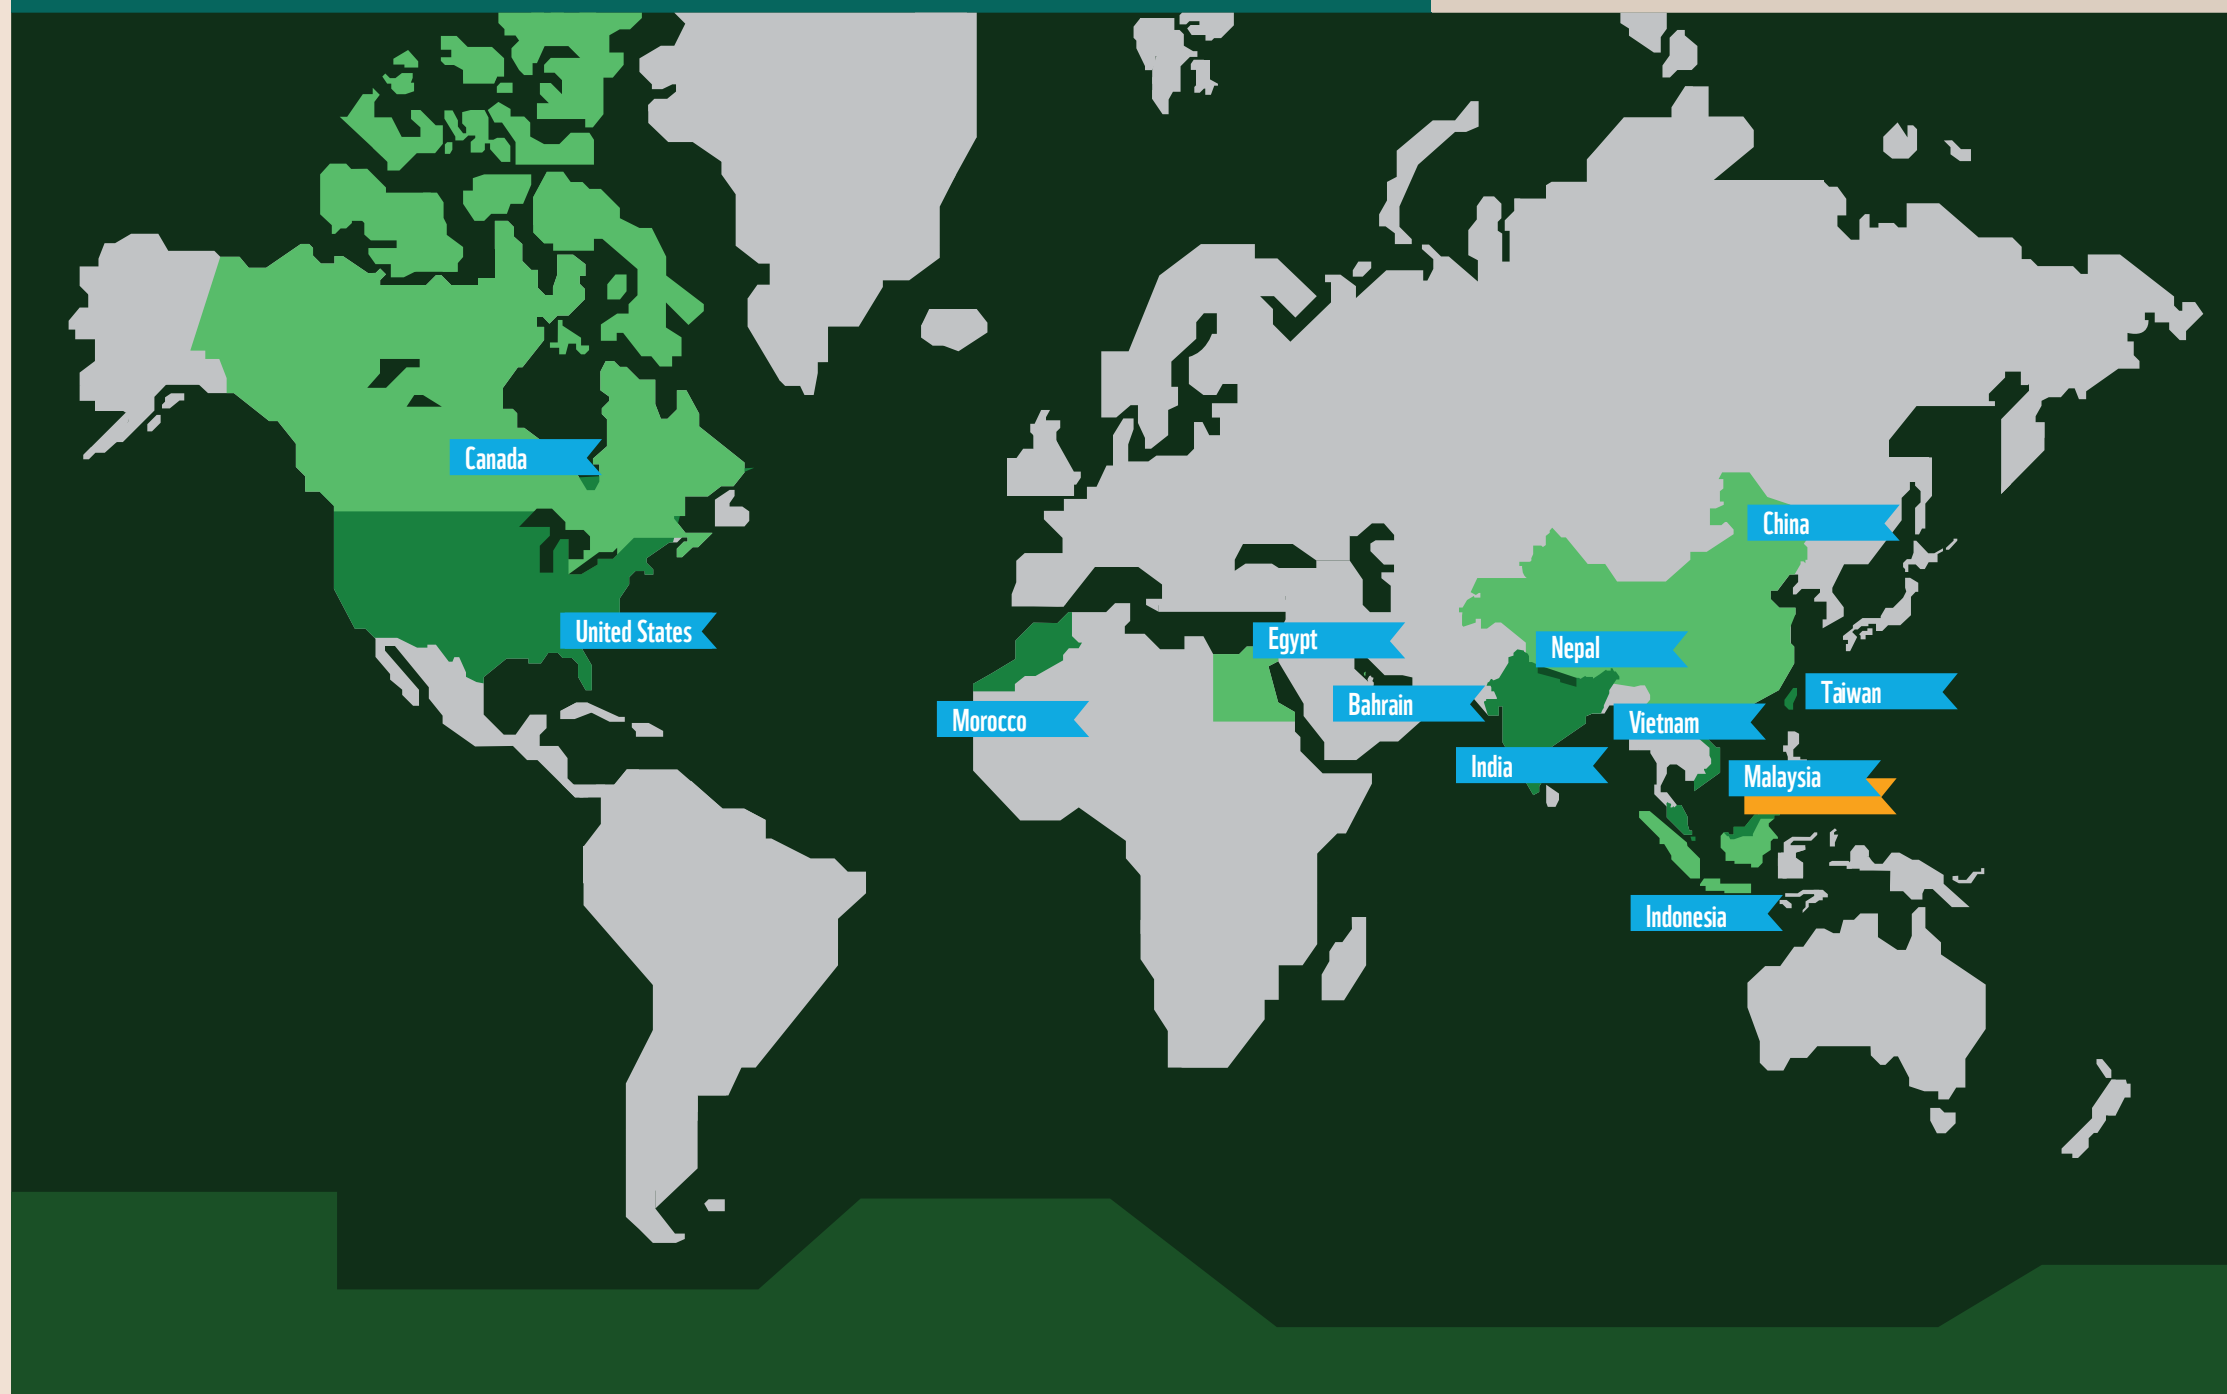 Canada
China
United States
Egypt
Nepal
Bahrain
Taiwan
Morocco
Vietnam
India
Malaysia
Indonesia